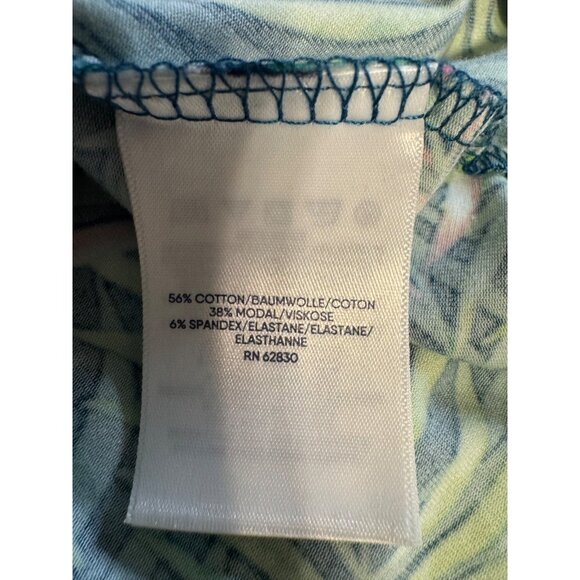 56% COTTON/BAUMWOLLE/COTON
38% MODAL/VISKOSE
6% SPANDEX/ELASTANE/ELASTANE/
ELASTHANNE
RN 62830